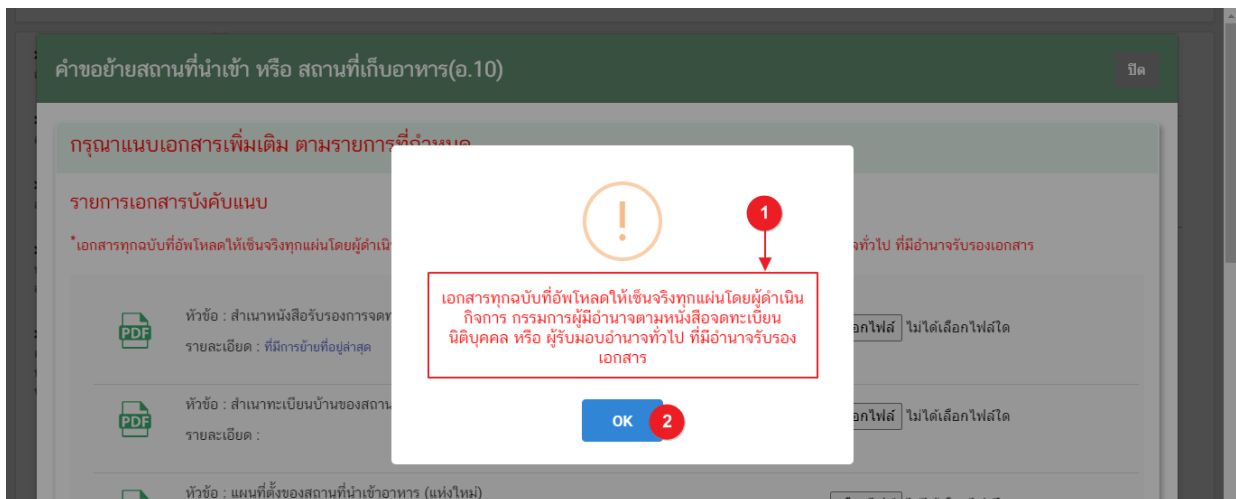 คำขอย้ายสถานที่นำเข้า หรือ สถานที่เก็บอาหาร(อ.10)
ปิด
กรุณาแนบเอกสารเพิ่มเติม ตามรายการที่กำหนด
รายการเอกสารบังคับแนบ
1
*เอกสารทุกฉบับที่อัพโหลดให้เซ็นจริงทุกแผ่นโดยผู้ดำเนิ ทั่วไป ที่มีอำนาจรับรองเอกสาร
เอกสารทุกฉบับที่อัพโหลดให้เซ็นจริงทุกแผ่นโดยผู้ดำเนิน
กิจการ กรรมการผู้มีอำนาจตามหนังสือจดทะเบียน
นิติบุคคล หรือ ผู้รับมอบอำนาจทั่วไป ที่มีอำนาจรับรอง
เอกสาร
PDF
หัวข้อ : สำเนาหนังสือรับรองการจดท
รายละเอียด : ที่มีการย้ายที่อยู่ล่าสุด
อกไฟล์ ไม่ได้เลือกไฟล์ใด
PDF
หัวข้อ : สำเนาทะเบียนบ้านของสถาน
รายละเอียด :
อกไฟล์ ไม่ได้เลือกไฟล์ใด
OK
2
หัวข้อ : แผนที่ตั้งของสถานที่นำเข้าอาหาร (แห่งใหม่)